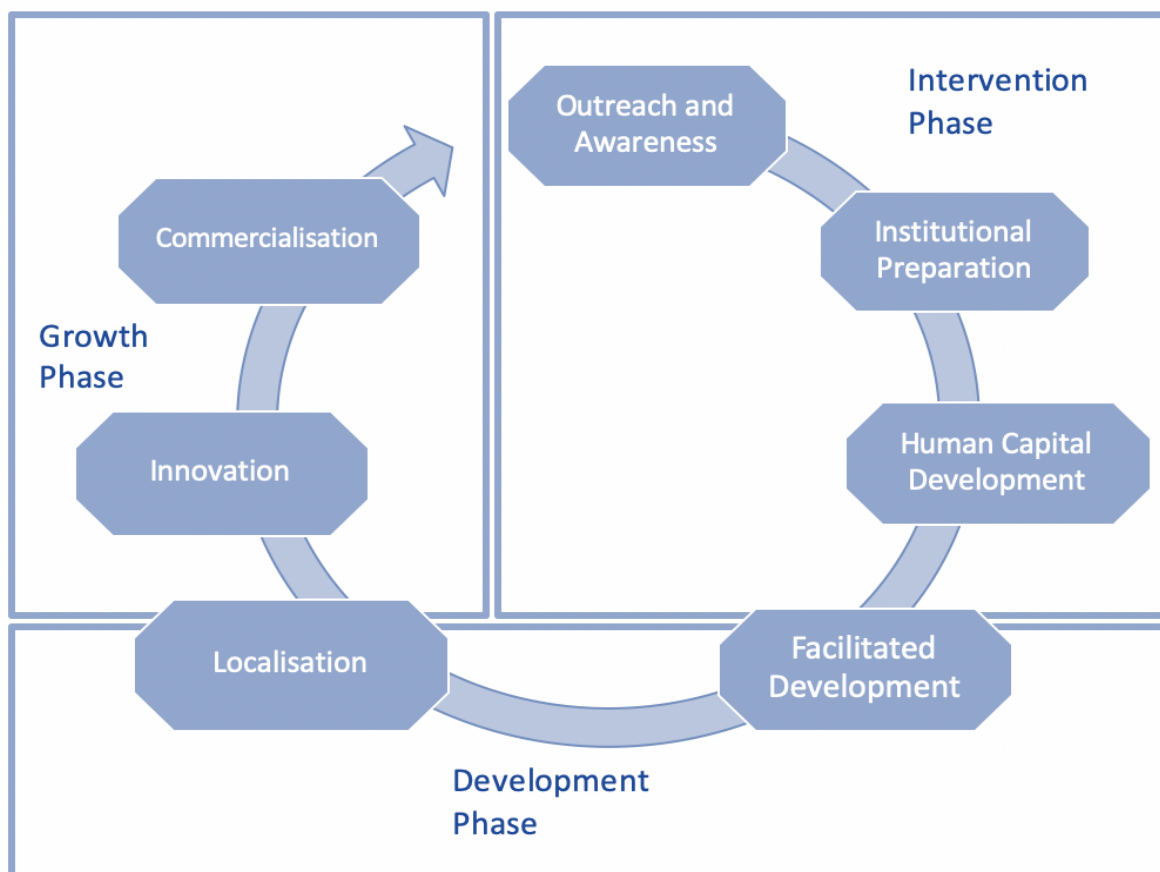 Outreach and
Awareness
Intervention
Phase
Institutional
Preparation
Human Capital
Development
Facilitated
Development
Development
Phase
Localisation
Innovation
Growth
Phase
Commercialisation